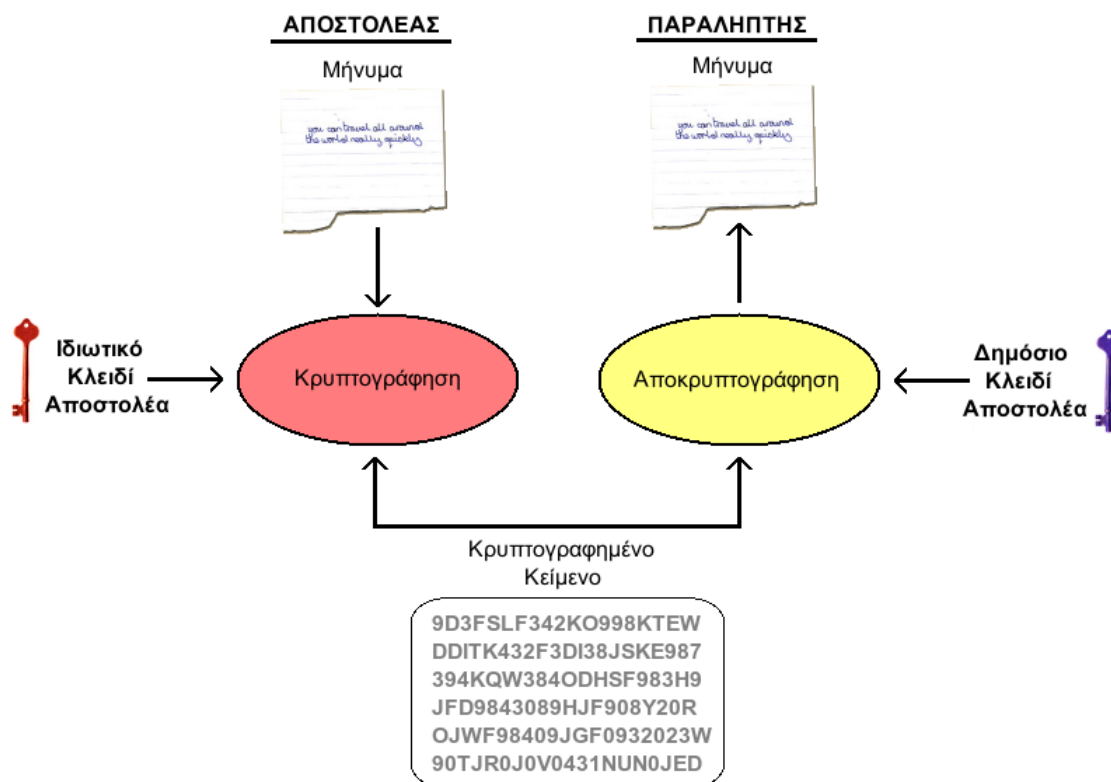 ΑΠΟΣΤΟΛΕΑΣ
Μήνυμα
you can travel all around
the world really quickly
ΠΑΡΑΛΗΠΤΗΣ
Μήνυμα
you can travel all around
the world really quickly
Ιδιωτικό
Κλειδί
Αποστολέα
Κρυπτογράφηση
Αποκρυπτογράφηση
Δημόσιο
Κλειδί
Αποστολέα
Κρυπτογραφημένο
Κείμενο
9D3FSLF342KO998KTEW
DDITK432F3DI38JSKE987
394KQW384ODHSF983H9
JFD9843089HJF908Y20R
OJWF98409JGF0932023W
90TJR0J0V0431NUN0JED